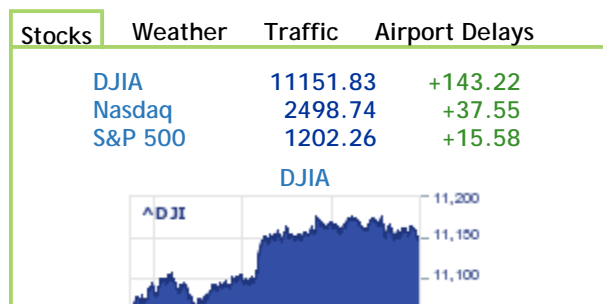 Stocks Weather Traffic Airport Delays
DJIA 11151.83 +143.22
Nasdaq 2498.74 +37.55
S&P 500 1202.26 +15.58
DJIA
^DJI
11,200
11,150
11,100